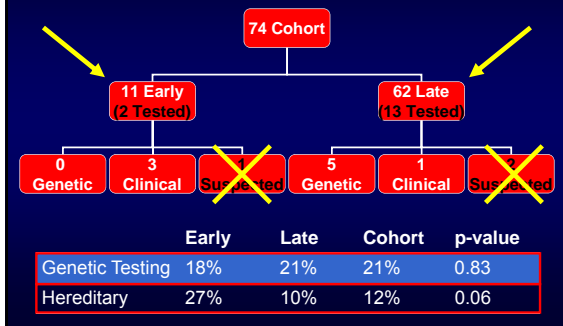 74 Cohort
11 Early
(2 Tested)
62 Late
(13 Tested)
0
Genetic
3
Clinical
1
Suspected
5
Genetic
1
Clinical
2
Suspected
Early Late Cohort p-value
Genetic Testing 18% 21% 21% 0.83
Hereditary 27% 10% 12% 0.06